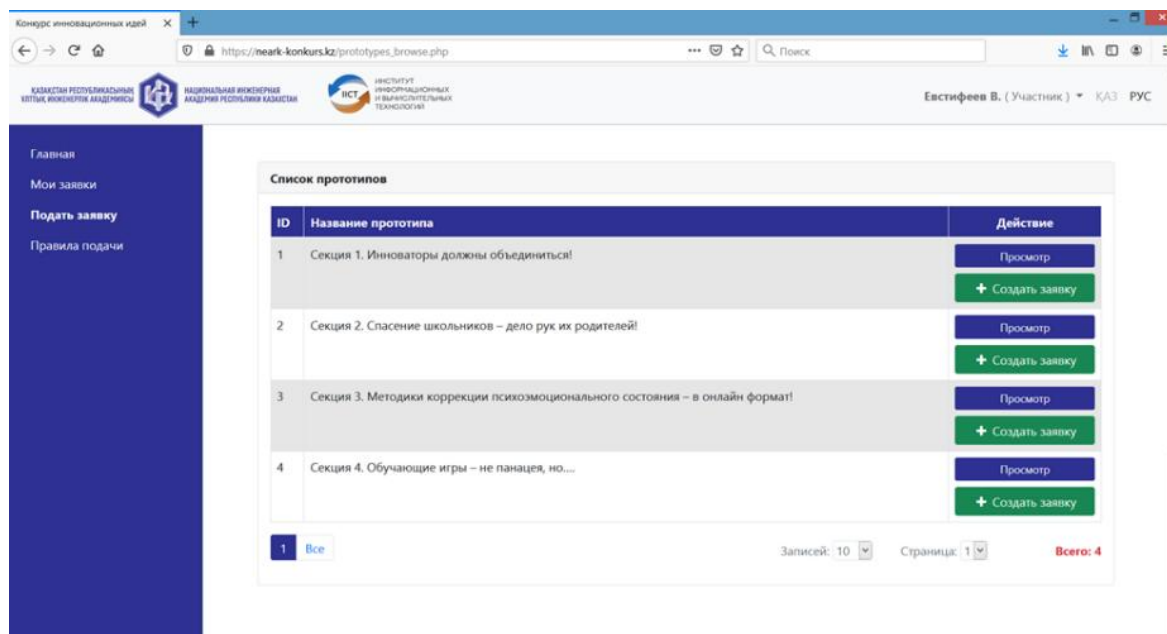 Конкурс инновационных идей
https://neark-konkurs.kz/prototypes_browse.php
Поиск
ҚАЗАҚСТАН РЕСПУБЛИКАСЫНЫҢ
ҰЛТТЫҚ ИНЖЕНЕРЛІК АКАДЕМИЯСЫ
НАЦИОНАЛЬНАЯ ИНЖЕНЕРНАЯ
АКАДЕМИЯ РЕСПУБЛИКИ КАЗАХСТАН
IICT
ИНСТИТУТ
ИНФОРМАЦИОННЫХ
И ВЫЧИСЛИТЕЛЬНЫХ
ТЕХНОЛОГИЙ
Евстифеев В. ( Участник )
ҚАЗ РУС
Главная
Мои заявки
Подать заявку
Правила подачи
Список прототипов
ID Название прототипа Действие
1 Секция 1. Инноваторы должны объединиться! Просмотр
+ Создать заявку
2 Секция 2. Спасение школьников – дело рук их родителей! Просмотр
+ Создать заявку
3 Секция 3. Методики коррекции психоэмоционального состояния – в онлайн формат! Просмотр
+ Создать заявку
4 Секция 4. Обучающие игры – не панацея, но.... Просмотр
+ Создать заявку
1 Все Записей: 10 Страница: 1 Всего: 4